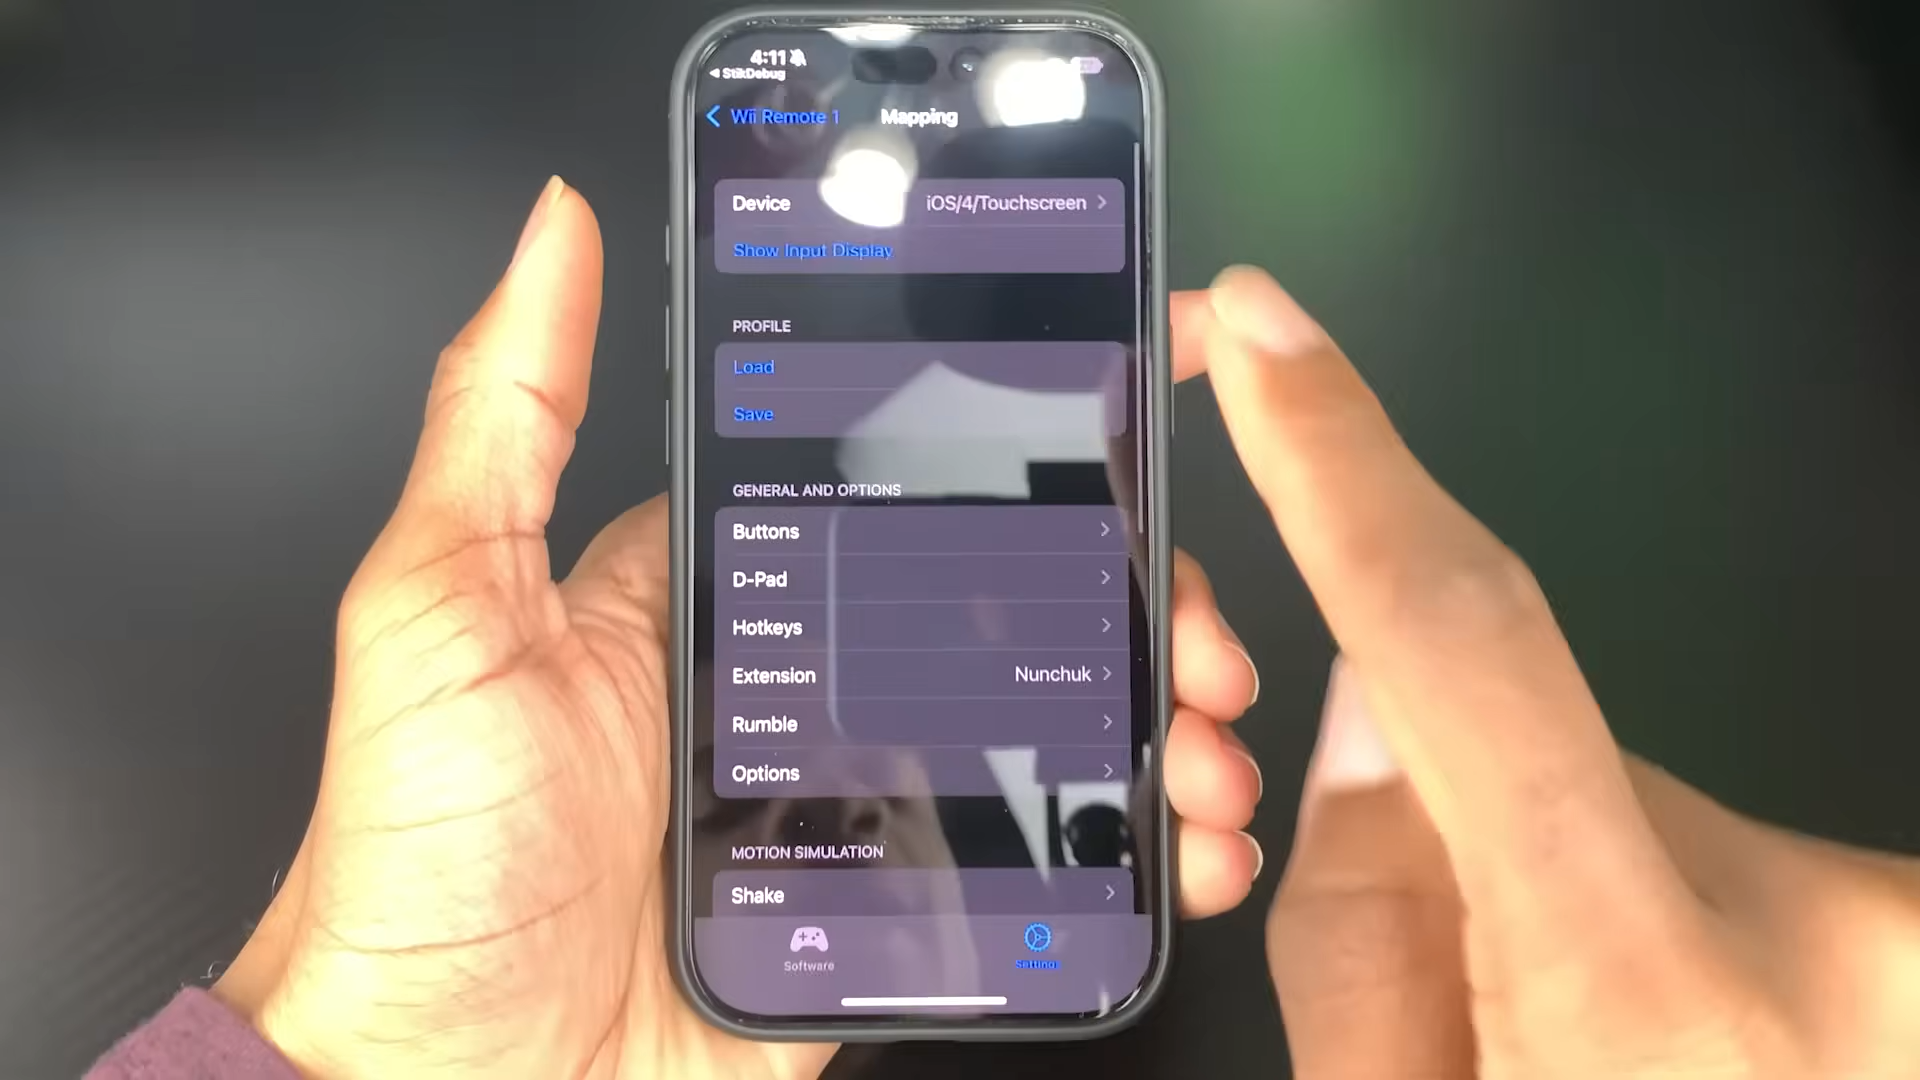 4:11
StikDebug
Wii Remote 1
Mapping
Device iOS/4/Touchscreen
Show Input Display
PROFILE
Load
Save
GENERAL AND OPTIONS
Buttons
D-Pad
Hotkeys
Extension Nunchuk
Rumble
Options
MOTION SIMULATION
Shake
Software Settings